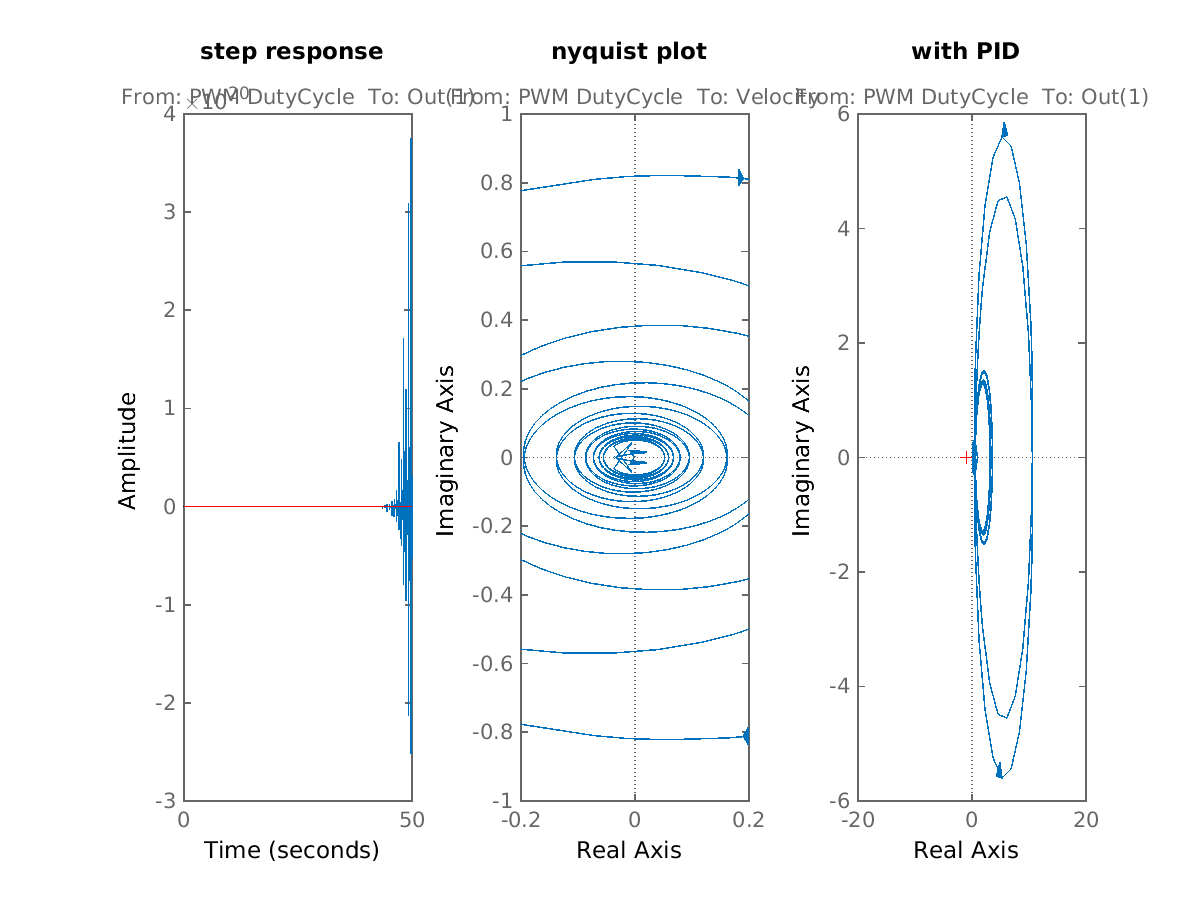 step response
nyquist plot
with PID
From: PWM DutyCycle  To: Out(1)
From: PWM DutyCycle  To: Velocity
From: PWM DutyCycle  To: Out(1)
×10^20
4
3
2
1
0
-1
-2
-3
Amplitude
0
50
Time (seconds)
1
0.8
0.6
0.4
0.2
0
-0.2
-0.4
-0.6
-0.8
-1
Imaginary Axis
-0.2
0
0.2
Real Axis
6
4
2
0
-2
-4
-6
Imaginary Axis
-20
0
20
Real Axis